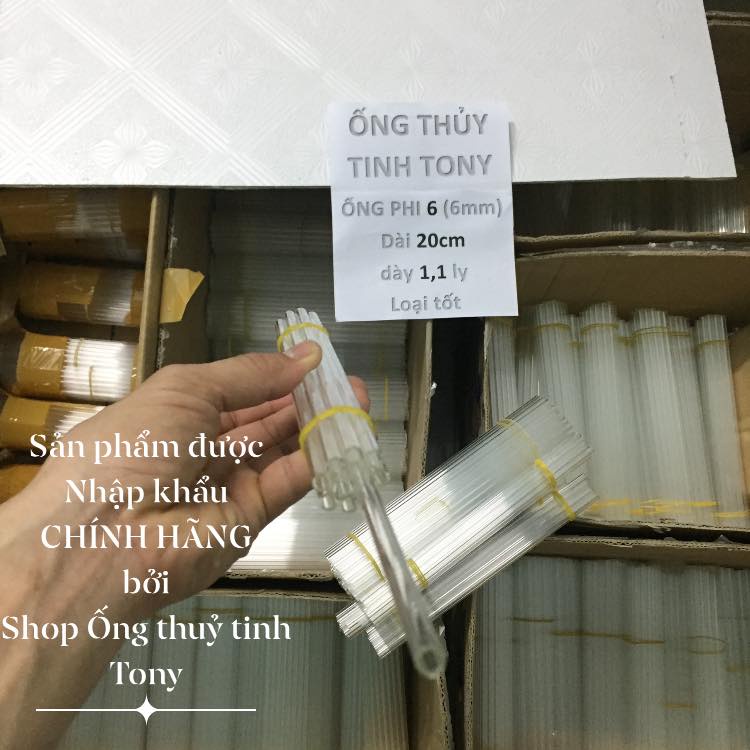 ỐNG THỦY
TINH TONY
ỐNG PHI 6 (6mm)
Dài 20cm
dày 1,1 ly
Loại tốt
Sản phẩm được
Nhập khẩu
CHÍNH HÃNG
bởi
Shop Ống thuỷ tinh
Tony